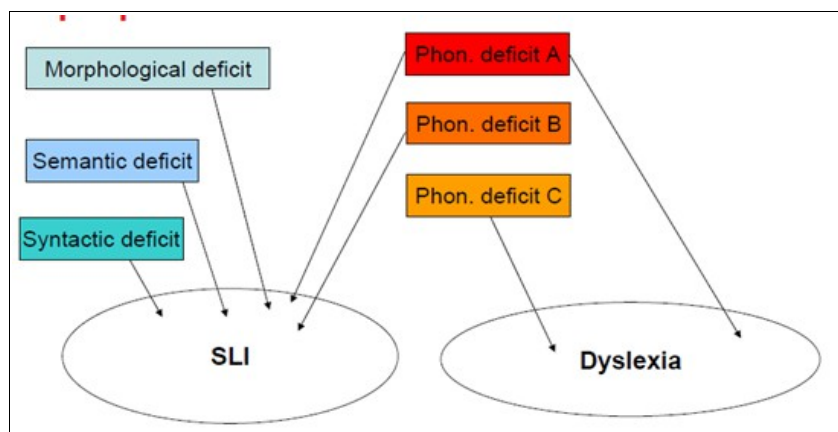 Morphological deficit
Phon. deficit A
Phon. deficit B
Semantic deficit
Phon. deficit C
Syntactic deficit
SLI
Dyslexia